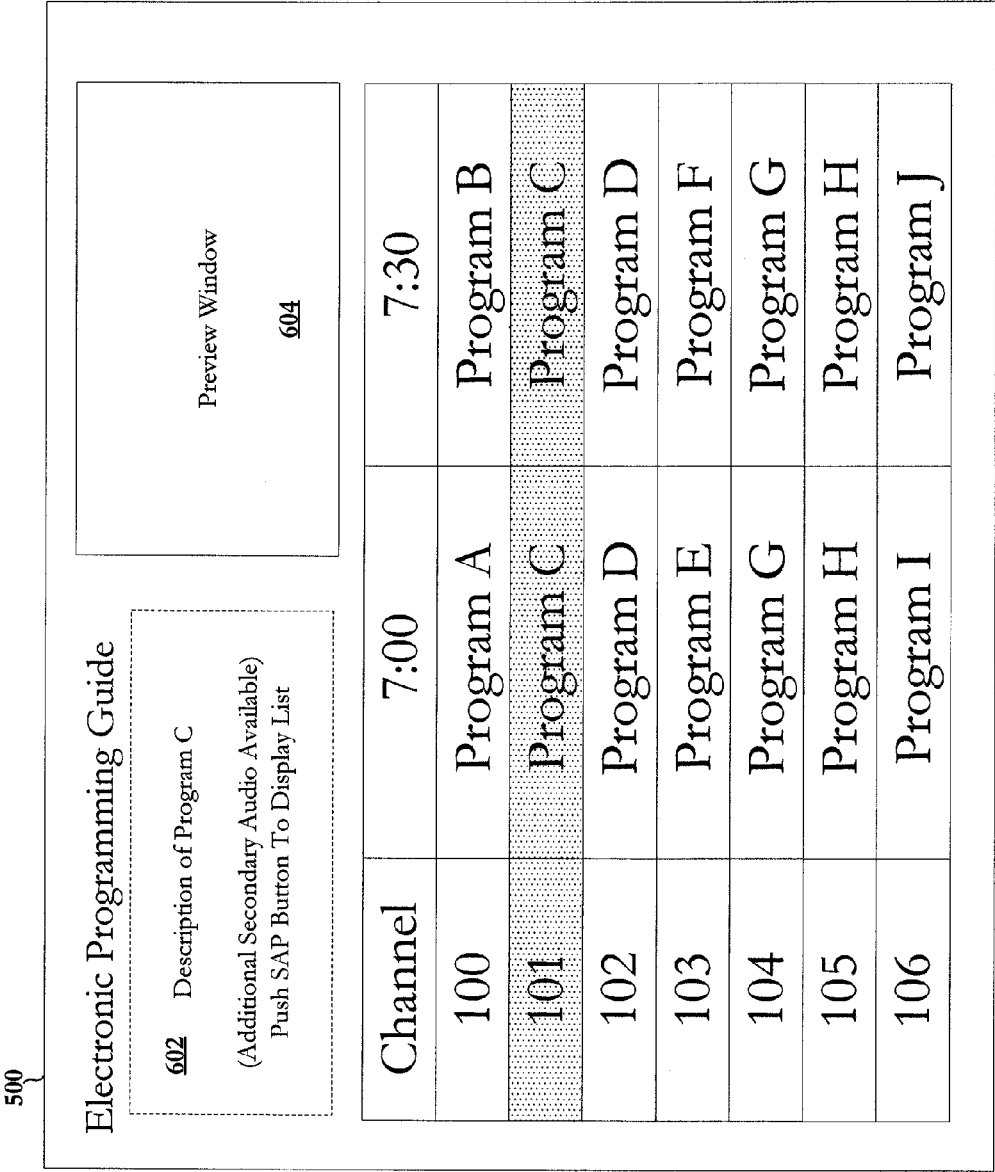 500
Electronic Programming Guide
602 Description of Program C
(Additional Secondary Audio Available)
Push SAP Button To Display List
Preview Window
604
Channel 7:00 7:30
100 Program A Program B
101 Program C Program C
102 Program D Program D
103 Program E Program F
104 Program G Program G
105 Program H Program H
106 Program I Program J